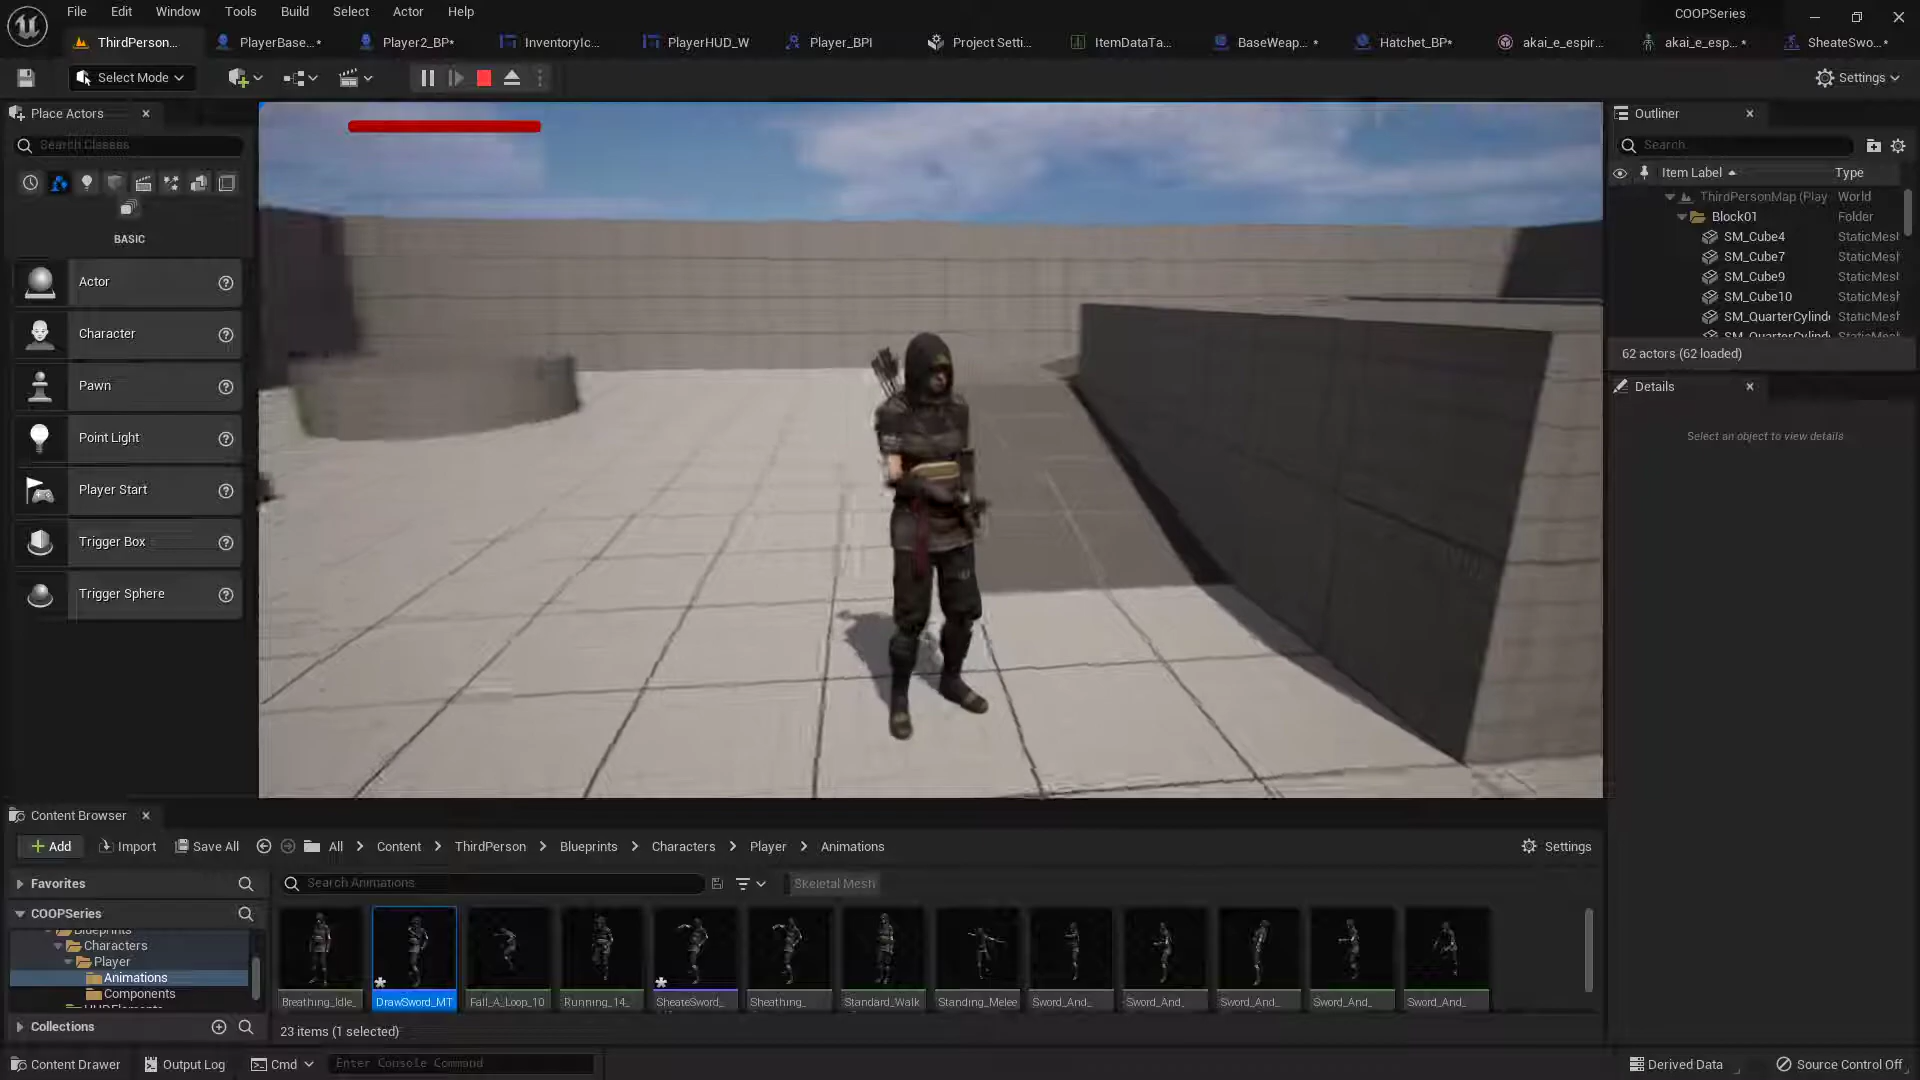 File Edit Window Tools Build Select Actor Help
COOPSeries
ThirdPerson... PlayerBase...* Player2_BP* InventoryIc... PlayerHUD_W Player_BPI Project Setti... ItemDataTa... BaseWeap...* Hatchet_BP* akai_e_espir... akai_e_esp...* SheateSwo...*
Select Mode Settings
Place Actors
Search Classes
BASIC
Actor
Character
Pawn
Point Light
Player Start
Trigger Box
Trigger Sphere
Outliner
Search...
Item Label Type
ThirdPersonMap (Play World
Block01 Folder
SM_Cube4 StaticMesh
SM_Cube7 StaticMesh
SM_Cube9 StaticMesh
SM_Cube10 StaticMesh
SM_QuarterCylinde StaticMesh
SM_QuarterCylinde StaticMesh
62 actors (62 loaded)
Details
Select an object to view details
Content Browser
Add Import Save All All Content ThirdPerson Blueprints Characters Player Animations Settings
Favorites
Search Animations Skeletal Mesh
COOPSeries
Blueprints
Characters
Player
Animations
Components
Collections
Breathing_Idle_ DrawSword_MT Fall_A_Loop_10 Running_14_ SheateSword_ Sheathing_ Standard_Walk Standing_Melee Sword_And_ Sword_And_ Sword_And_ Sword_And_ Sword_And_
23 items (1 selected)
Content Drawer Output Log Cmd Enter Console Command Derived Data Source Control Off